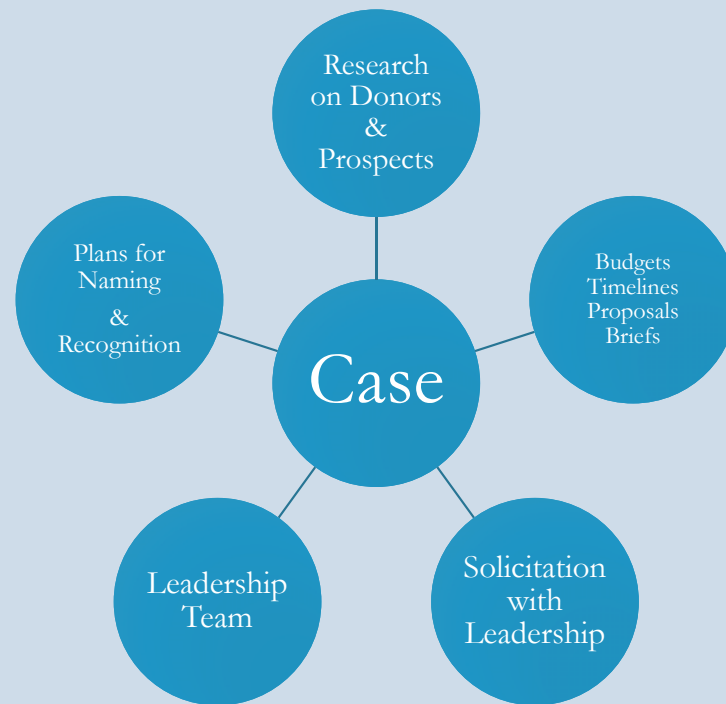 Research
on Donors
&
Prospects
Plans for
Naming
&
Recognition
Budgets
Timelines
Proposals
Briefs
Case
Leadership
Team
Solicitation
with
Leadership